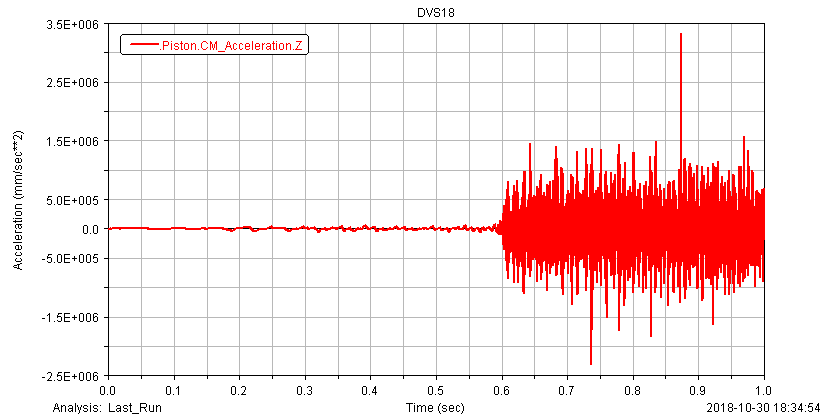 DVS18
3.5E+006
.Piston.CM_Acceleration.Z
2.5E+006
1.5E+006
5.0E+005
0.0
-5.0E+005
-1.5E+006
-2.5E+006
Acceleration (mm/sec**2)
0.0 0.1 0.2 0.3 0.4 0.5 0.6 0.7 0.8 0.9 1.0
Analysis: Last_Run Time (sec) 2018-10-30 18:34:54